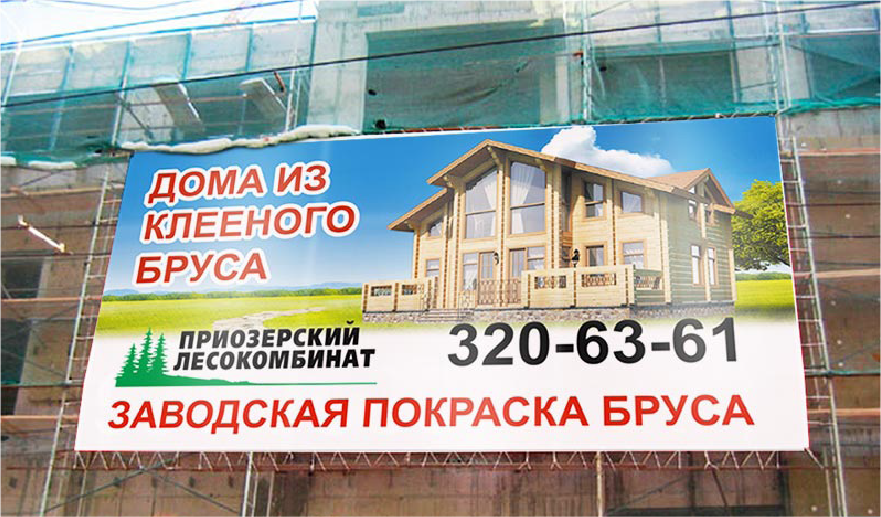 ДОМА ИЗ
КЛЕЕНОГО
БРУСА
ПРИОЗЕРСКИЙ
ЛЕСОКОМБИНАТ
320-63-61
ЗАВОДСКАЯ ПОКРАСКА БРУСА